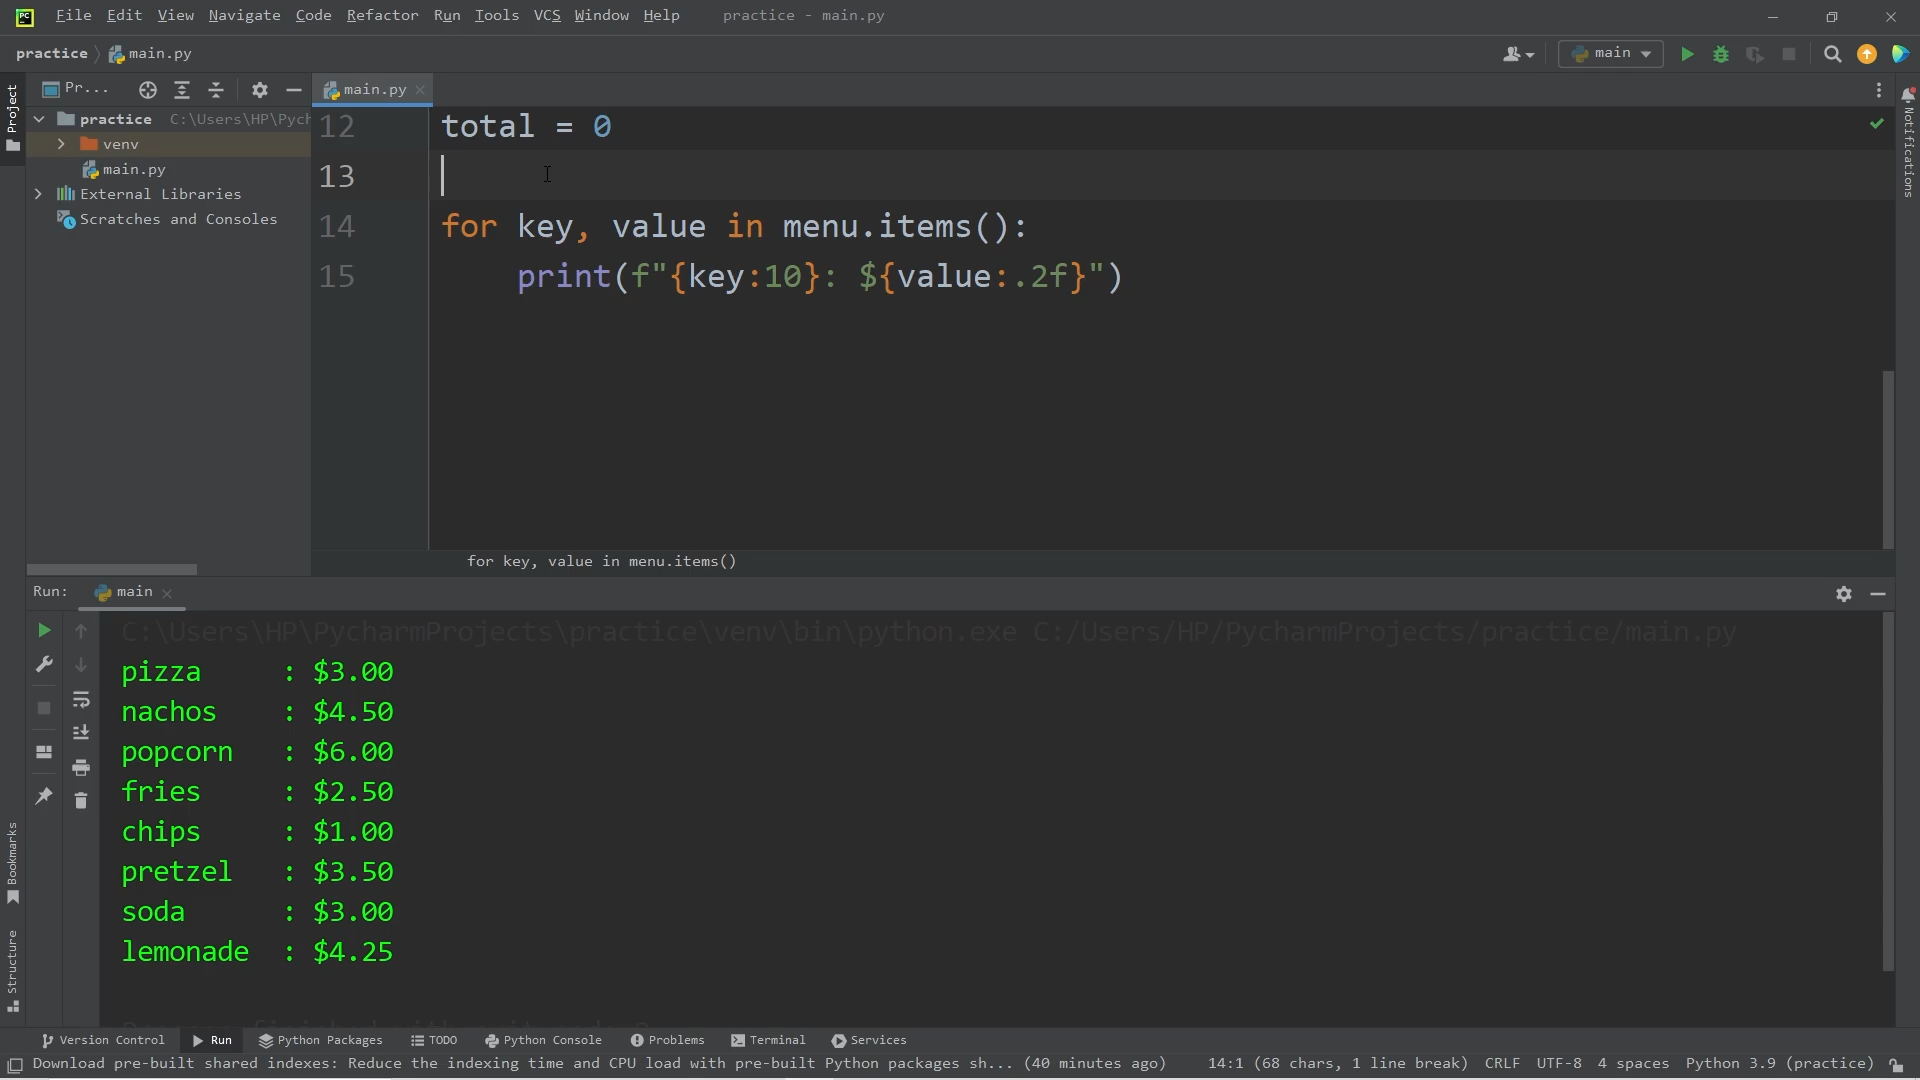 File Edit View Navigate Code Refactor Run Tools VCS Window Help practice - main.py
practice main.py main
Pr... main.py
Project
practice C:\Users\HP\Pych
venv
main.py
External Libraries
Scratches and Consoles
12 total = 0
13
14 for key, value in menu.items():
15 print(f"{key:10}: ${value:.2f}")
Notifications
for key, value in menu.items()
Run: main
C:\Users\HP\PycharmProjects\practice\venv\bin\python.exe C:/Users/HP/PycharmProjects/practice/main.py
pizza : $3.00
nachos : $4.50
popcorn : $6.00
fries : $2.50
chips : $1.00
pretzel : $3.50
soda : $3.00
lemonade : $4.25
Bookmarks
Structure
Version Control Run Python Packages TODO Python Console Problems Terminal Services
Download pre-built shared indexes: Reduce the indexing time and CPU load with pre-built Python packages sh... (40 minutes ago) 14:1 (68 chars, 1 line break) CRLF UTF-8 4 spaces Python 3.9 (practice)